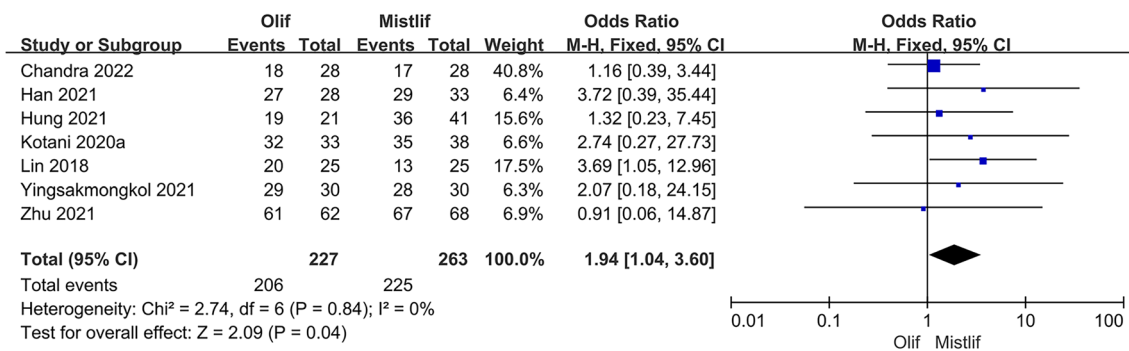 Olif Mistlif Odds Ratio Odds Ratio
Study or Subgroup Events Total Events Total Weight M-H, Fixed, 95% CI M-H, Fixed, 95% CI
Chandra 2022 18 28 17 28 40.8% 1.16 [0.39, 3.44]
Han 2021 27 28 29 33 6.4% 3.72 [0.39, 35.44]
Hung 2021 19 21 36 41 15.6% 1.32 [0.23, 7.45]
Kotani 2020a 32 33 35 38 6.6% 2.74 [0.27, 27.73]
Lin 2018 20 25 13 25 17.5% 3.69 [1.05, 12.96]
Yingsakmongkol 2021 29 30 28 30 6.3% 2.07 [0.18, 24.15]
Zhu 2021 61 62 67 68 6.9% 0.91 [0.06, 14.87]
Total (95% CI) 227 263 100.0% 1.94 [1.04, 3.60]
Total events 206 225
Heterogeneity: Chi² = 2.74, df = 6 (P = 0.84); I² = 0%
Test for overall effect: Z = 2.09 (P = 0.04)
0.01 0.1 1 10 100
Olif Mistlif